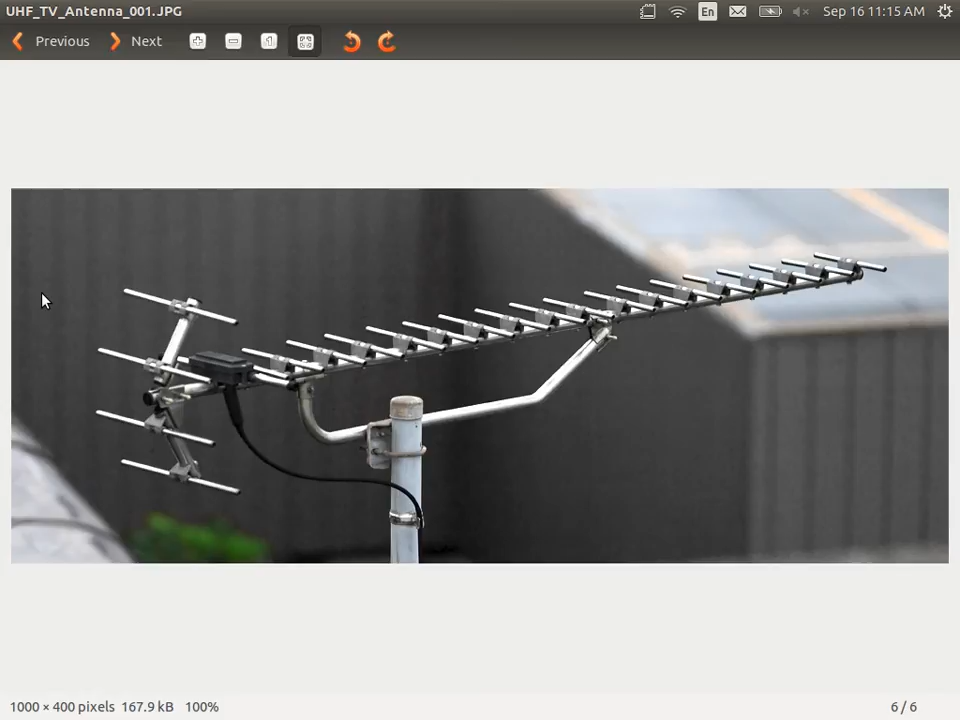 UHF_TV_Antenna_001.JPG
En
Sep 16 11:15 AM
Previous
Next
1
1000 × 400 pixels 167.9 kB 100%
6 / 6